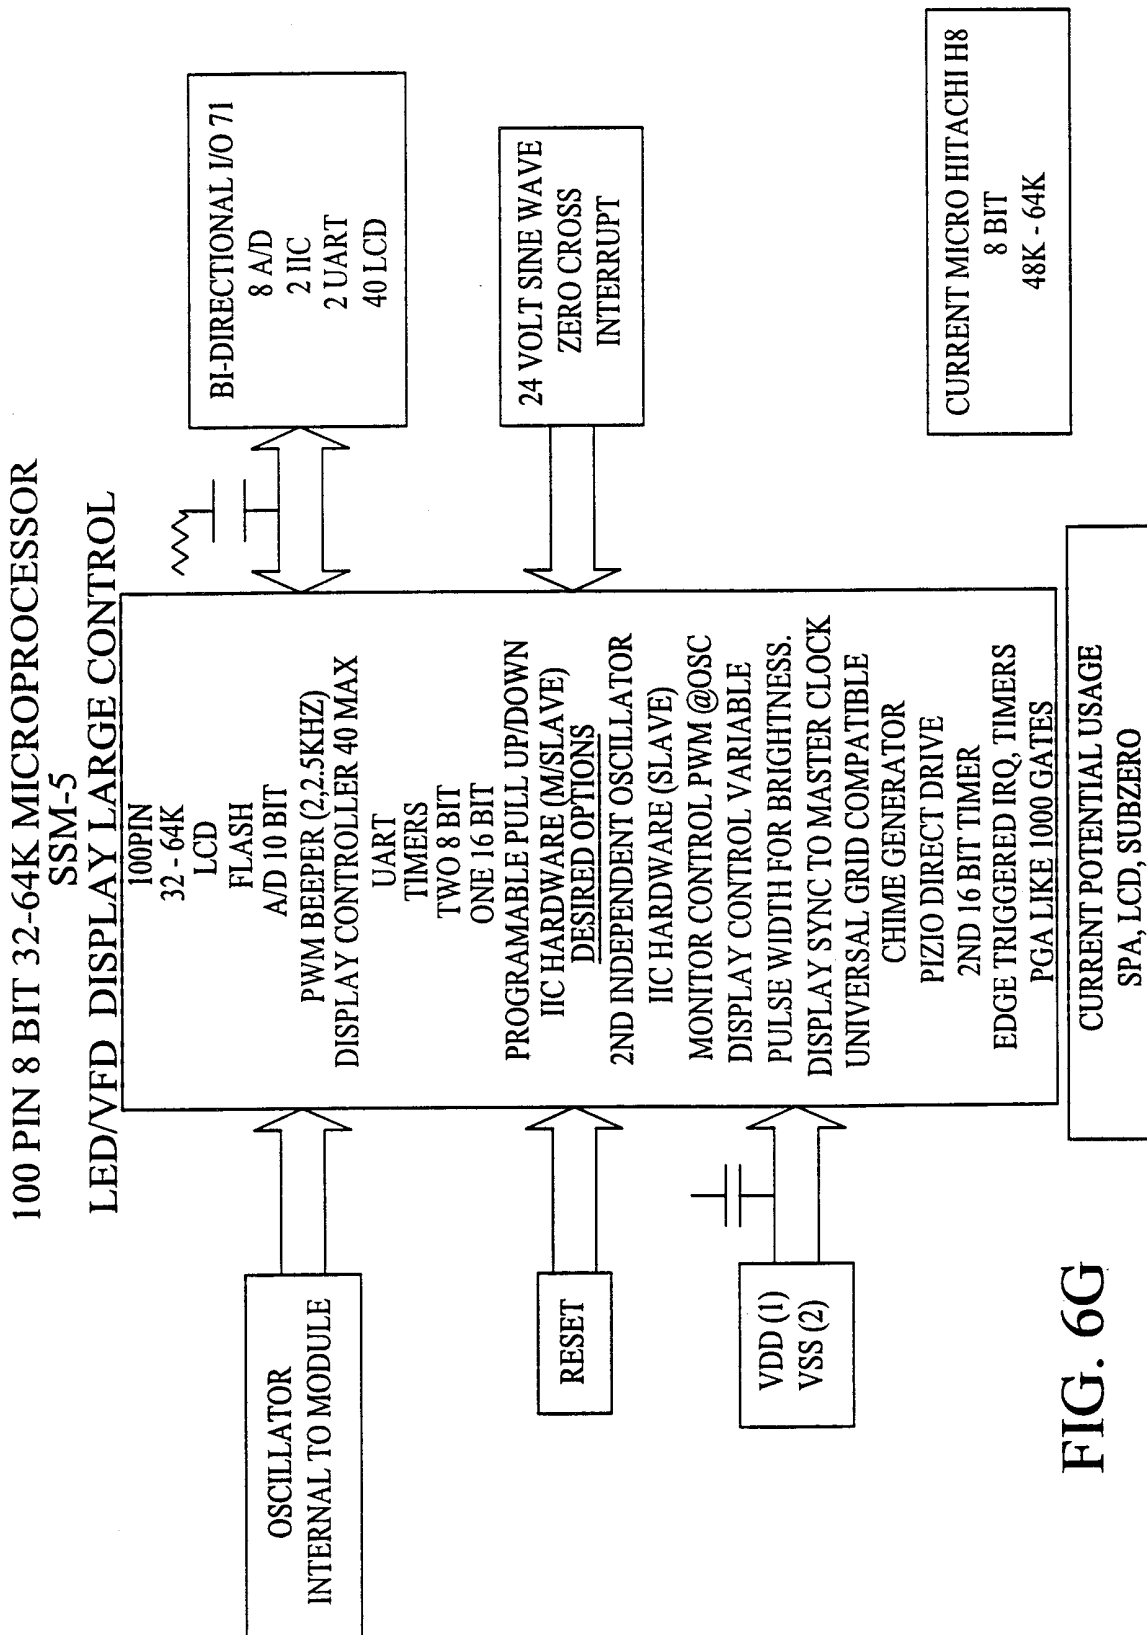 100 PIN 8 BIT 32-64K MICROPROCESSOR
SSM-5
LED/VFD DISPLAY LARGE CONTROL
OSCILLATOR
INTERNAL TO MODULE
RESET
VDD (1)
VSS (2)
100PIN
32 - 64K
LCD
FLASH
A/D 10 BIT
PWM BEEPER (2,2.5KHZ)
DISPLAY CONTROLLER 40 MAX
UART
TIMERS
TWO 8 BIT
ONE 16 BIT
PROGRAMABLE PULL UP/DOWN
IIC HARDWARE (M/SLAVE)
DESIRED OPTIONS
2ND INDEPENDENT OSCILLATOR
IIC HARDWARE (SLAVE)
MONITOR CONTROL PWM @OSC
DISPLAY CONTROL VARIABLE
PULSE WIDTH FOR BRIGHTNESS.
DISPLAY SYNC TO MASTER CLOCK
UNIVERSAL GRID COMPATIBLE
CHIME GENERATOR
PIZIO DIRECT DRIVE
2ND 16 BIT TIMER
EDGE TRIGGERED IRQ, TIMERS
PGA LIKE 1000 GATES
BI-DIRECTIONAL I/O 71
8 A/D
2 IIC
2 UART
40 LCD
24 VOLT SINE WAVE
ZERO CROSS
INTERRUPT
CURRENT POTENTIAL USAGE
SPA, LCD, SUBZERO
CURRENT MICRO HITACHI H8
8 BIT
48K - 64K
FIG. 6G